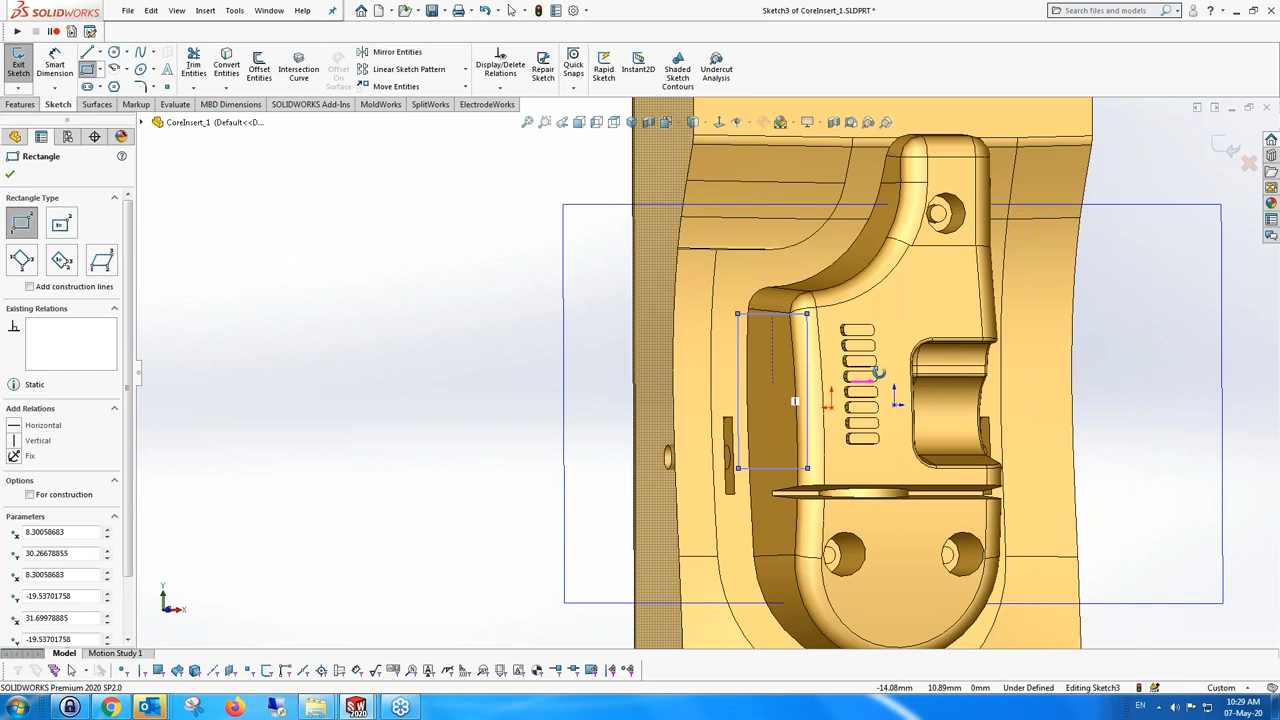 SOLIDWORKS File Edit View Insert Tools Window Help Sketch3 of CoreInsert_1.SLDPRT * Search files and models
Exit Sketch Smart Dimension Trim Entities Convert Entities Offset Entities Intersection Curve Offset On Surface Mirror Entities Linear Sketch Pattern Move Entities Display/Delete Relations Repair Sketch Quick Snaps Rapid Sketch Instant2D Shaded Sketch Contours Undercut Analysis
Features Sketch Surfaces Markup Evaluate MBD Dimensions SOLIDWORKS Add-Ins MoldWorks SplitWorks ElectrodeWorks
CoreInsert_1 (Default<<D...
Rectangle
Rectangle Type
Add construction lines
Existing Relations
Static
Add Relations
Horizontal
Vertical
Fix
Options
For construction
Parameters
8.30058683
30.26678855
8.30058683
-19.53701758
31.69978885
-19.53701758
Y
X
Model Motion Study 1
SOLIDWORKS Premium 2020 SP2.0 -14.08mm 10.89mm 0mm Under Defined Editing Sketch3 Custom
EN 10:29 AM
07-May-20